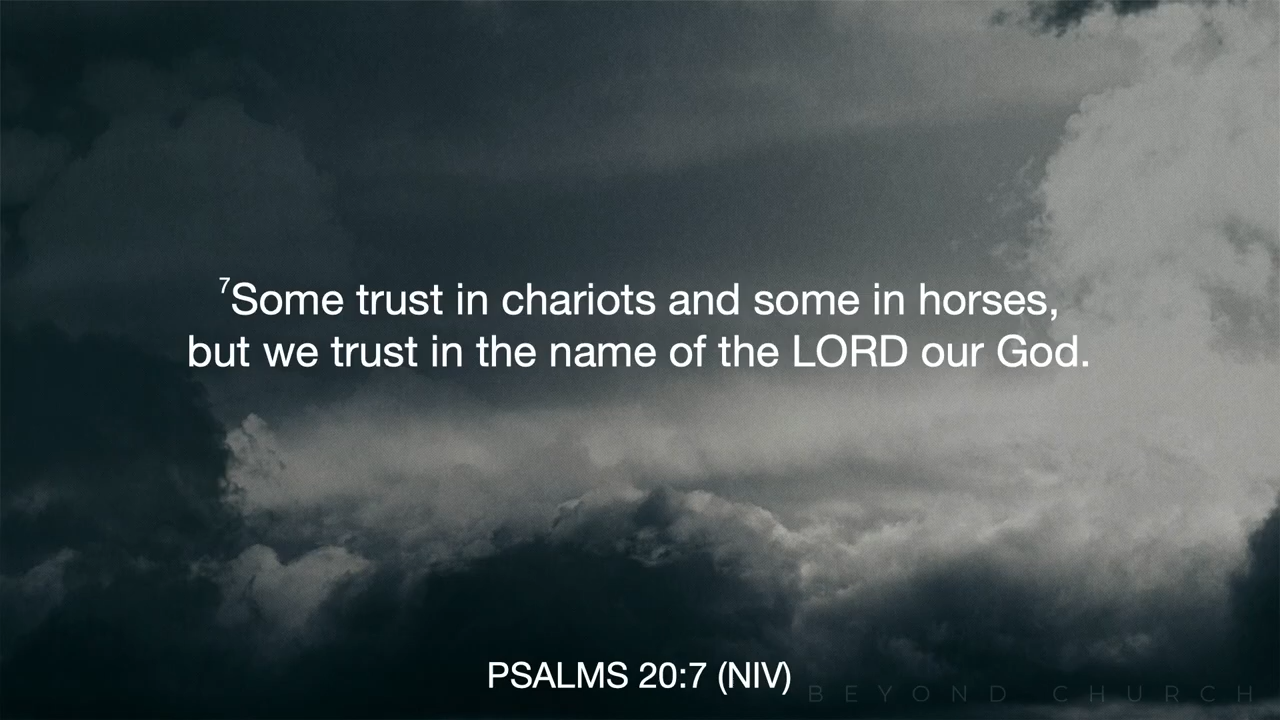 ⁷Some trust in chariots and some in horses,
but we trust in the name of the LORD our God.
PSALMS 20:7 (NIV)
BEYOND CHURCH